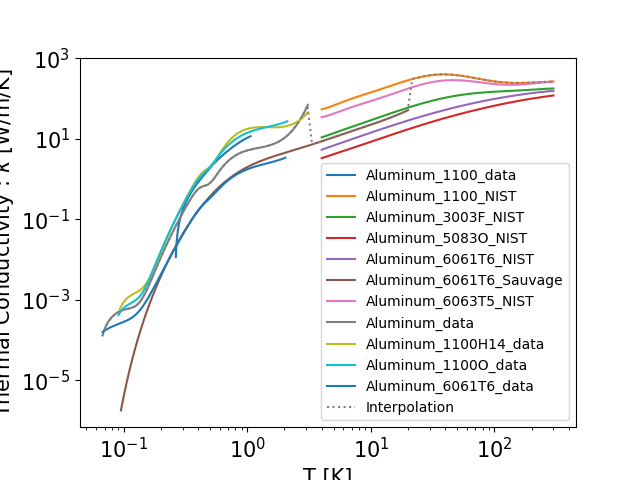 Thermal Conductivity : k [W/m/K]
10³
10¹
10⁻¹
10⁻³
10⁻⁵
Aluminum_1100_data
Aluminum_1100_NIST
Aluminum_3003F_NIST
Aluminum_5083O_NIST
Aluminum_6061T6_NIST
Aluminum_6061T6_Sauvage
Aluminum_6063T5_NIST
Aluminum_data
Aluminum_1100H14_data
Aluminum_1100O_data
Aluminum_6061T6_data
Interpolation
10⁻¹ 10⁰ 10¹ 10²
T [K]